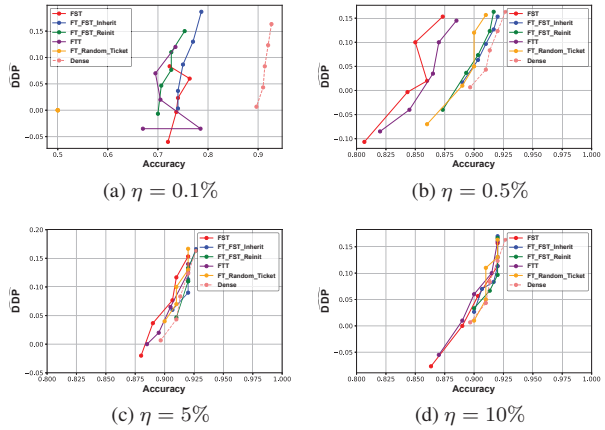 FST
FT_FST_Inherit
FT_FST_Reinit
FTT
FT_Random_Ticket
Dense
0.15
0.10
0.05
0.00
−0.05
DDP
0.5 0.6 0.7 0.8 0.9
Accuracy
(a) η = 0.1%
FST
FT_FST_Inherit
FT_FST_Reinit
FTT
FT_Random_Ticket
Dense
0.15
0.10
0.05
0.00
−0.05
−0.10
DDP
0.800 0.825 0.850 0.875 0.900 0.925 0.950 0.975 1.000
Accuracy
(b) η = 0.5%
FST
FT_FST_Inherit
FT_FST_Reinit
FTT
FT_Random_Ticket
Dense
0.20
0.15
0.10
0.05
0.00
−0.05
DDP
0.800 0.825 0.850 0.875 0.900 0.925 0.950 0.975 1.000
Accuracy
(c) η = 5%
FST
FT_FST_Inherit
FT_FST_Reinit
FTT
FT_Random_Ticket
Dense
0.15
0.10
0.05
0.00
−0.05
DDP
0.800 0.825 0.850 0.875 0.900 0.925 0.950 0.975 1.000
Accuracy
(d) η = 10%